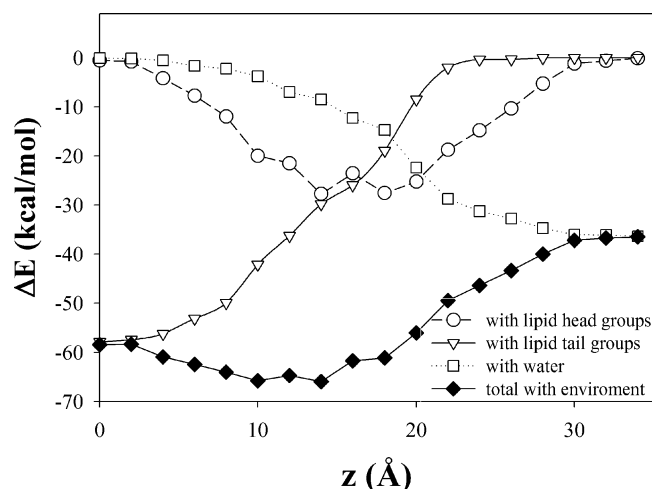 0
-10
-20
-30
-40
-50
-60
-70
ΔE (kcal/mol)
with lipid head groups
with lipid tail groups
with water
total with enviroment
0 10 20 30
z (Å)